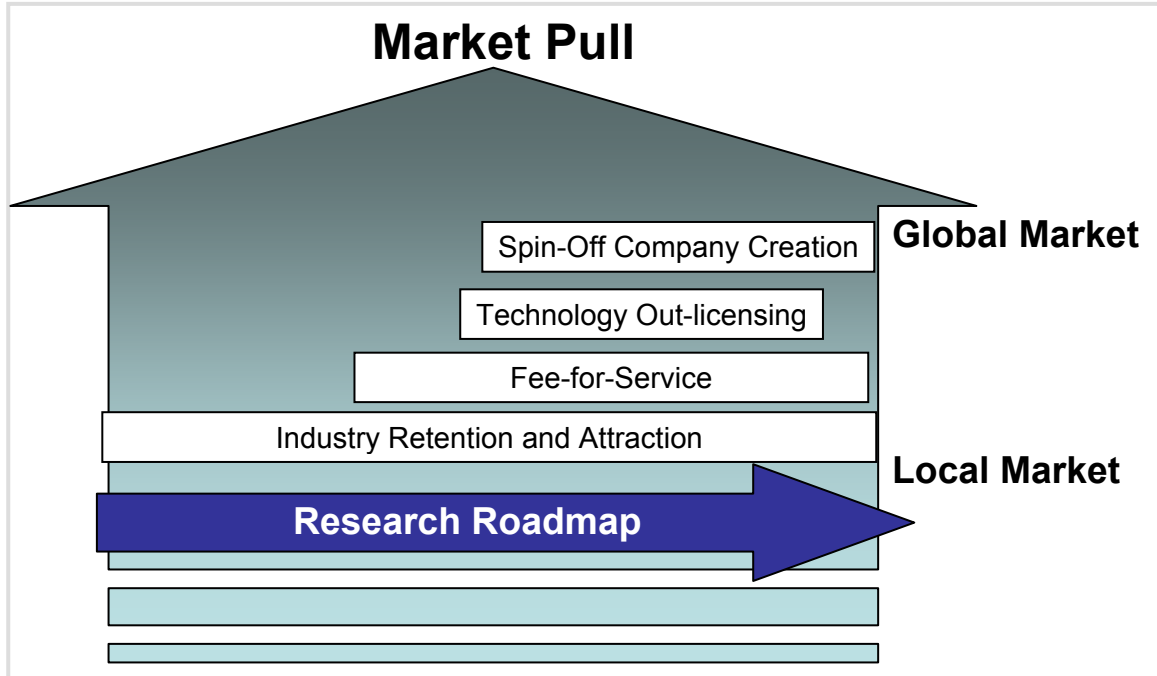 Market Pull
Global Market
Spin-Off Company Creation
Technology Out-licensing
Fee-for-Service
Industry Retention and Attraction
Local Market
Research Roadmap